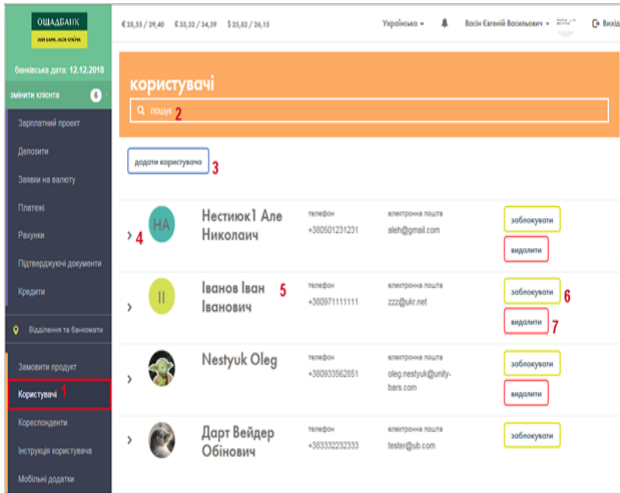 ОЩАДБАНК
МІЙ БАНК. МОЯ КРАЇНА
€ 28,55 / 29,40 £ 33,32 / 34,39 $ 25,82 / 26,15
Українська
Восін Євгеній Васильович
Вихід
банківська дата: 12.12.2018
змінити клієнта 6
Зарплатний проект
Депозити
Заявки на валюту
Платежі
Рахунки
Підтверджуючі документи
Кредити
Відділення та банкомати
Замовити продукт
Користувачі 1
Кореспонденти
Інструкція користувача
Мобільні додатки
користувачі
пошук 2
додати користувача 3
4 НА Нестиюк1 Але
Николаич
телефон
+380501231231
електронна пошта
aleh@gmail.com
заблокувати
видалити
ІІ Іванов Іван 5
Іванович
телефон
+380971111111
електронна пошта
zzz@ukr.net
заблокувати 6
видалити 7
Nestyuk Oleg
телефон
+380933562851
електронна пошта
oleg.nestyuk@unity-
bars.com
заблокувати
видалити
Дарт Вейдер
Обінович
телефон
+383332232333
електронна пошта
tester@ub.com
заблокувати